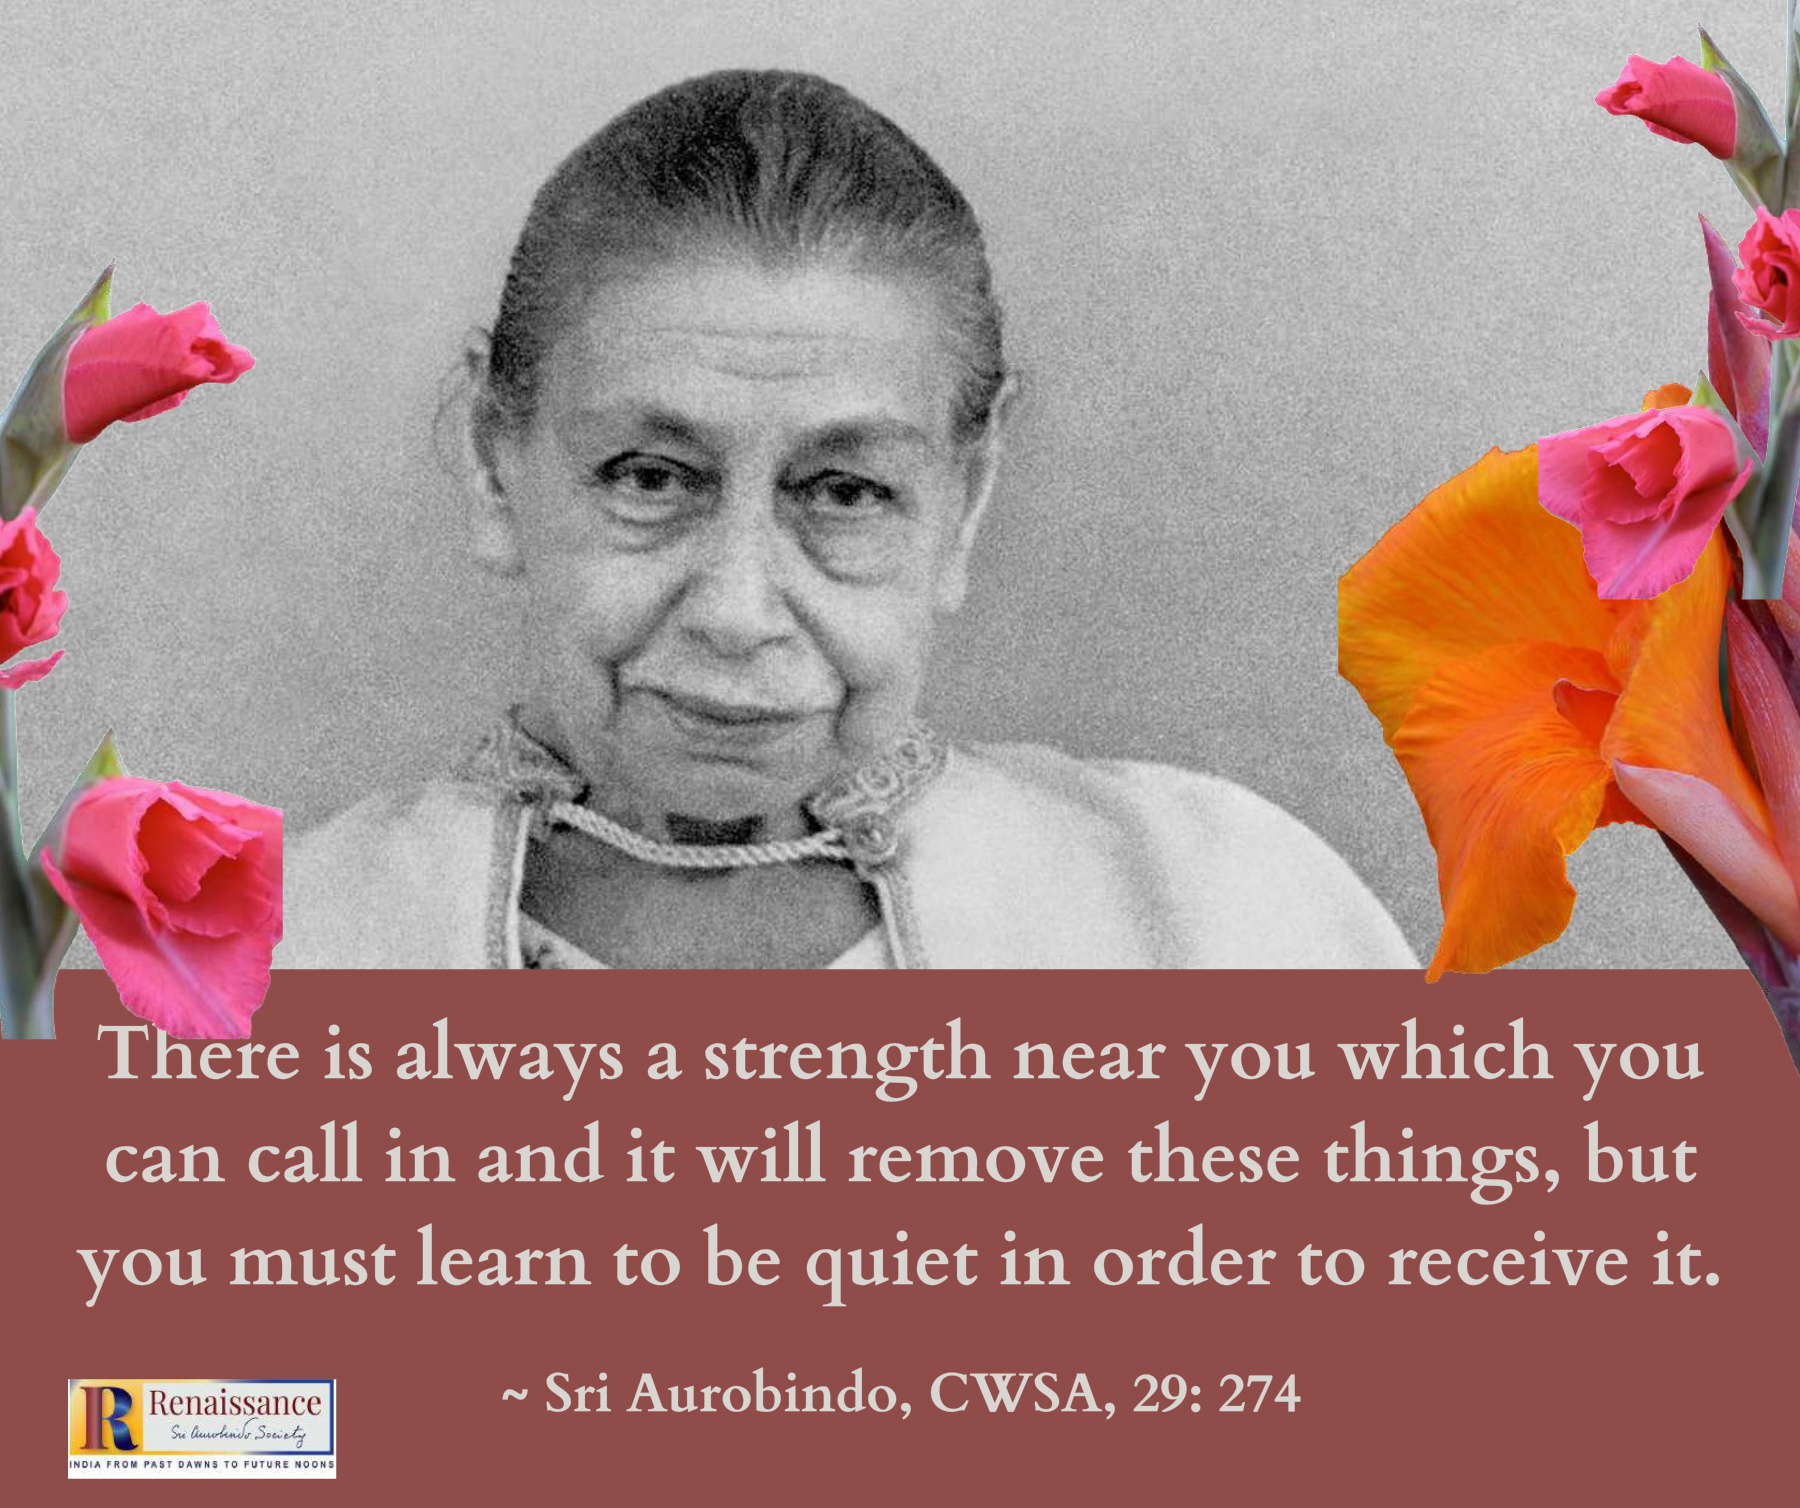 There is always a strength near you which you
can call in and it will remove these things, but
you must learn to be quiet in order to receive it.
~ Sri Aurobindo, CWSA, 29: 274
R Renaissance
Sri Aurobindo Society
INDIA FROM PAST DAWNS TO FUTURE NOONS